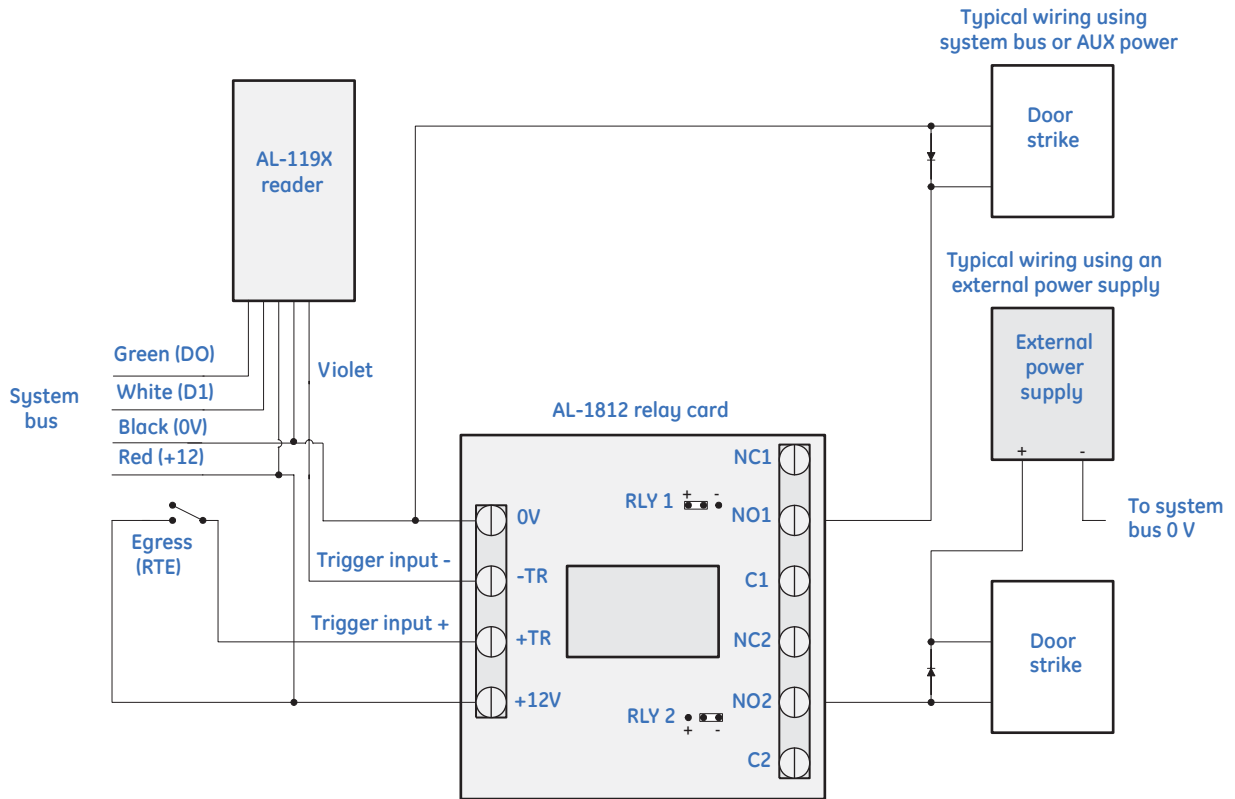 Typical wiring using
system bus or AUX power
Door
strike
AL-119X
reader
Typical wiring using an
external power supply
External
power
supply
+ -
To system
bus 0 V
System
bus
Green (DO)
White (D1)
Black (0V)
Red (+12)
Violet
Egress
(RTE)
Trigger input -
Trigger input +
AL-1812 relay card
0V
-TR
+TR
+12V
RLY 1
+ -
RLY 2
+ -
NC1
NO1
C1
NC2
NO2
C2
Door
strike